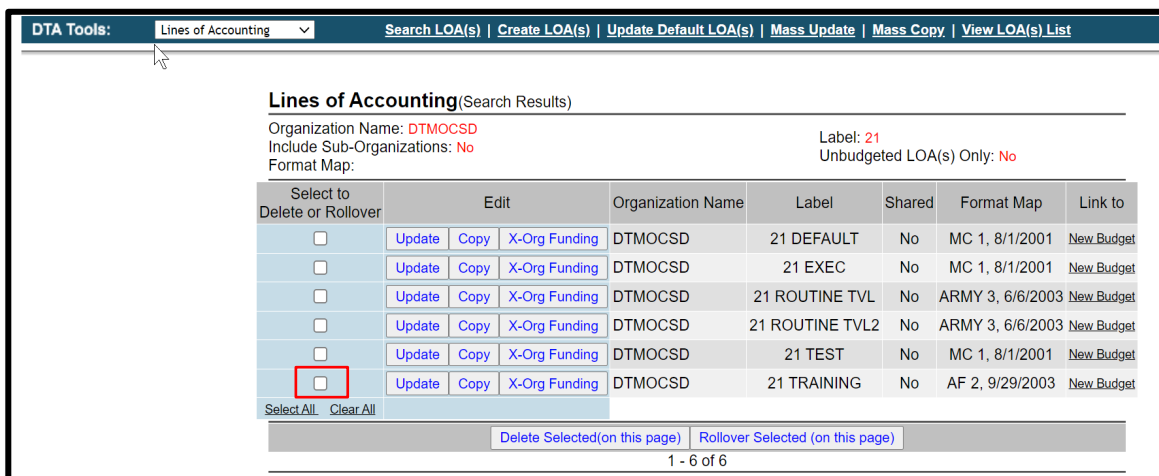 DTA Tools: Lines of Accounting Search LOA(s) | Create LOA(s) | Update Default LOA(s) | Mass Update | Mass Copy | View LOA(s) List
Lines of Accounting(Search Results)
Organization Name: DTMOCSD
Include Sub-Organizations: No
Format Map:
Label: 21
Unbudgeted LOA(s) Only: No
Select to Delete or Rollover Edit Organization Name Label Shared Format Map Link to
Update Copy X-Org Funding DTMOCSD 21 DEFAULT No MC 1, 8/1/2001 New Budget
Update Copy X-Org Funding DTMOCSD 21 EXEC No MC 1, 8/1/2001 New Budget
Update Copy X-Org Funding DTMOCSD 21 ROUTINE TVL No ARMY 3, 6/6/2003 New Budget
Update Copy X-Org Funding DTMOCSD 21 ROUTINE TVL2 No ARMY 3, 6/6/2003 New Budget
Update Copy X-Org Funding DTMOCSD 21 TEST No MC 1, 8/1/2001 New Budget
Update Copy X-Org Funding DTMOCSD 21 TRAINING No AF 2, 9/29/2003 New Budget
Select All Clear All
Delete Selected(on this page) Rollover Selected (on this page)
1 - 6 of 6